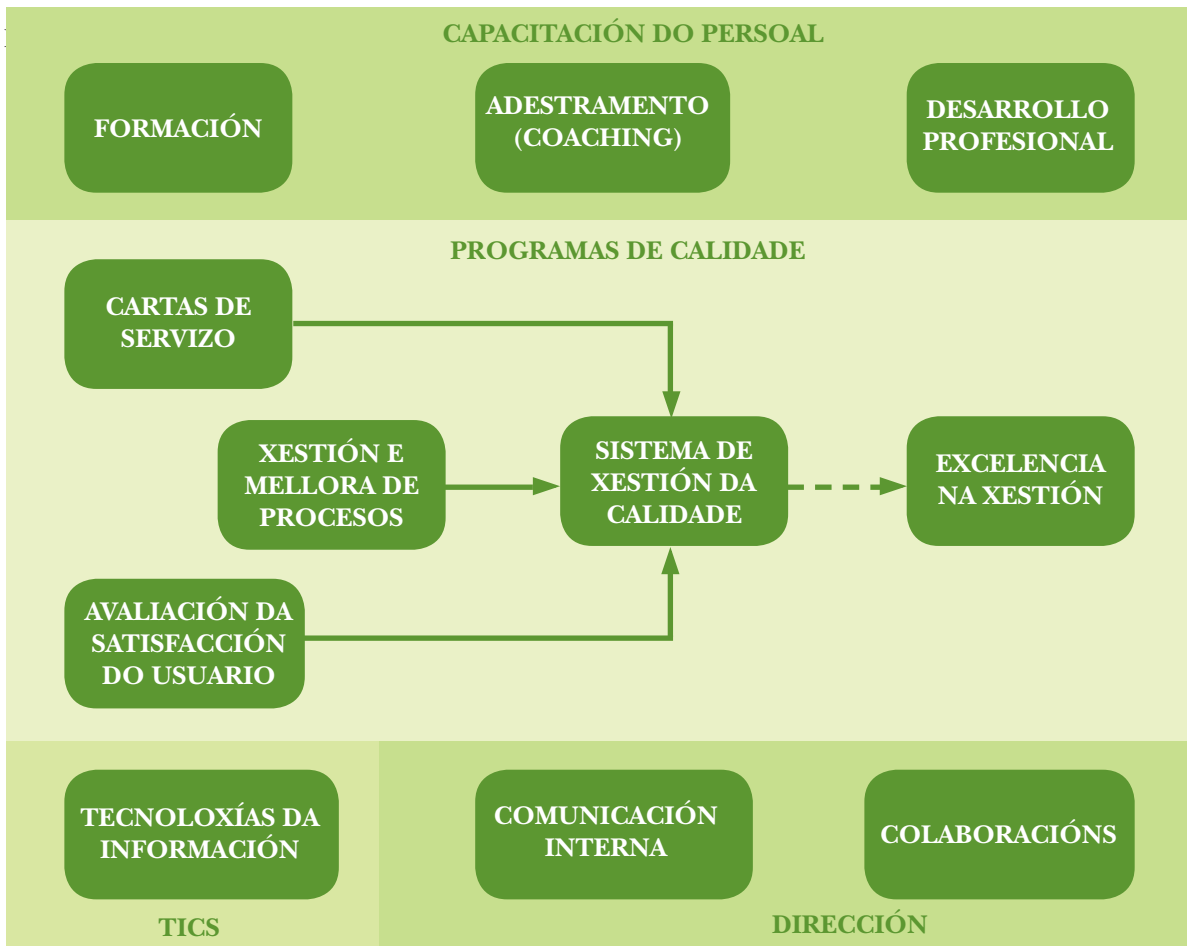 CAPACITACIÓN DO PERSOAL
FORMACIÓN
ADESTRAMENTO
(COACHING)
DESARROLLO
PROFESIONAL
PROGRAMAS DE CALIDADE
CARTAS DE
SERVIZO
XESTIÓN E
MELLORA DE
PROCESOS
SISTEMA DE
XESTIÓN DA
CALIDADE
EXCELENCIA
NA XESTIÓN
AVALIACIÓN DA
SATISFACCIÓN
DO USUARIO
TECNOLOXÍAS DA
INFORMACIÓN
COMUNICACIÓN
INTERNA
COLABORACIÓNS
TICS
DIRECCIÓN